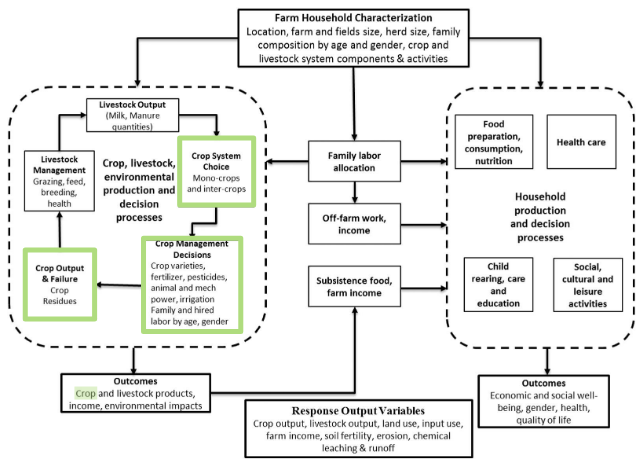 Farm Household Characterization
Location, farm and fields size, herd size, family
composition by age and gender, crop and
livestock system components & activities
Livestock Output
(Milk, Manure
quantities)
Livestock
Management
Grazing, feed,
breeding,
health
Crop, livestock,
environmental
production and
decision
processes
Crop System
Choice
Mono-crops
and inter-crops
Crop Management
Decisions
Crop varieties,
fertilizer, pesticides,
animal and mech
power, irrigation
Family and hired
labor by age, gender
Crop Output
& Failure
Crop
Residues
Outcomes
Crop and livestock products,
income, environmental impacts
Family labor
allocation
Off-farm work,
income
Subsistence food,
farm income
Food
preparation,
consumption,
nutrition
Health care
Household
production
and decision
processes
Child
rearing, care
and
education
Social,
cultural and
leisure
activities
Outcomes
Economic and social well-
being, gender, health,
quality of life
Response Output Variables
Crop output, livestock output, land use, input use,
farm income, soil fertility, erosion, chemical
leaching & runoff